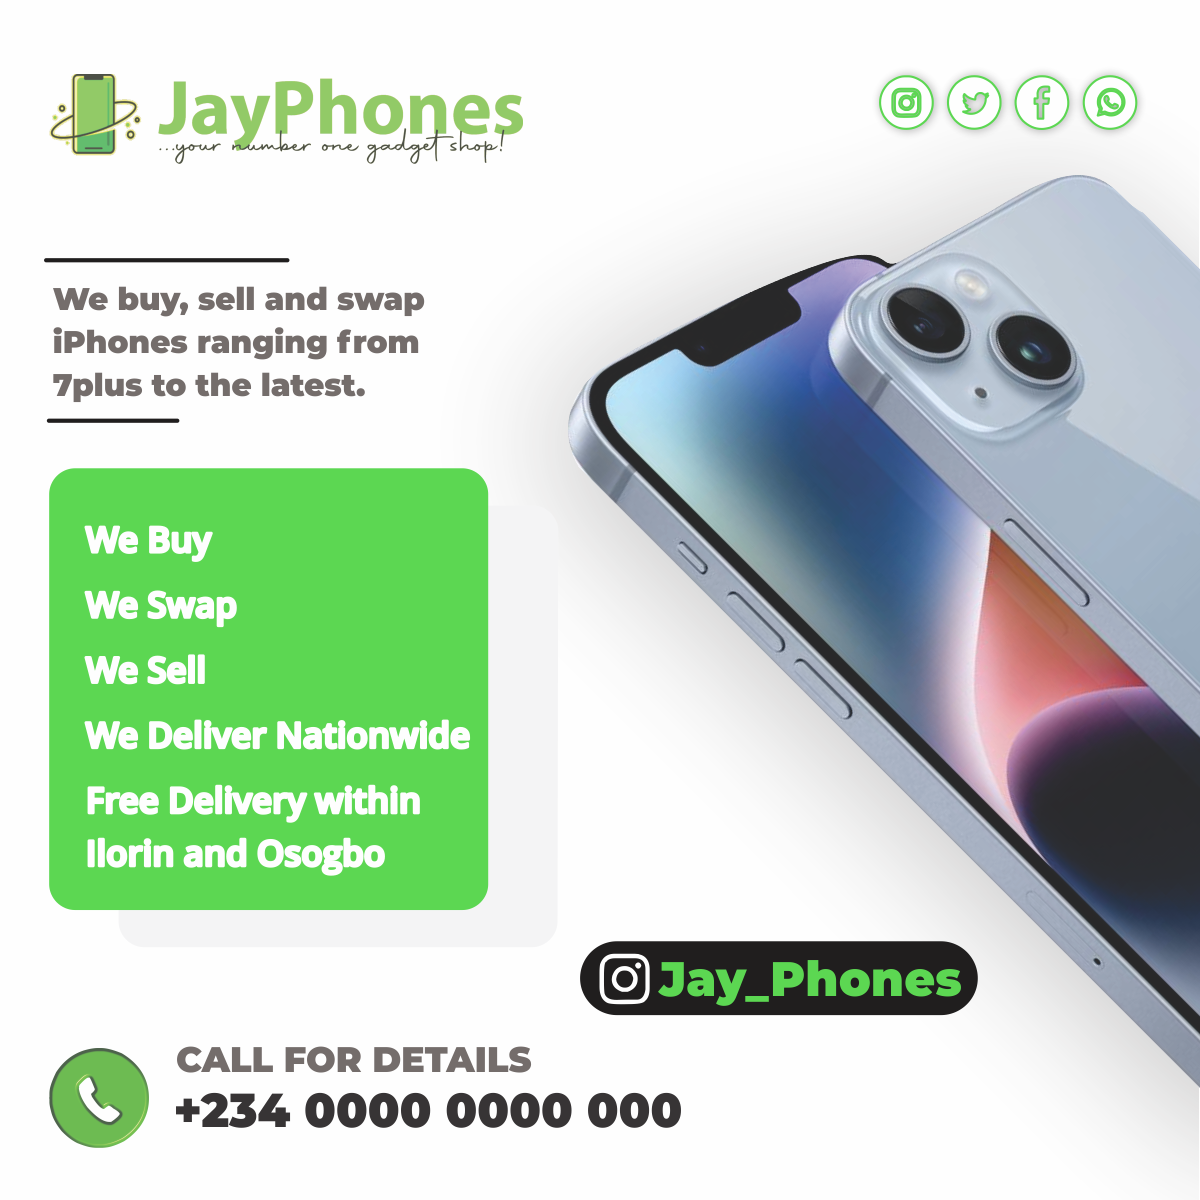 JayPhones
...your number one gadget shop!
We buy, sell and swap
iPhones ranging from
7plus to the latest.
We Buy
We Swap
We Sell
We Deliver Nationwide
Free Delivery within
Ilorin and Osogbo
Jay_Phones
CALL FOR DETAILS
+234 0000 0000 000